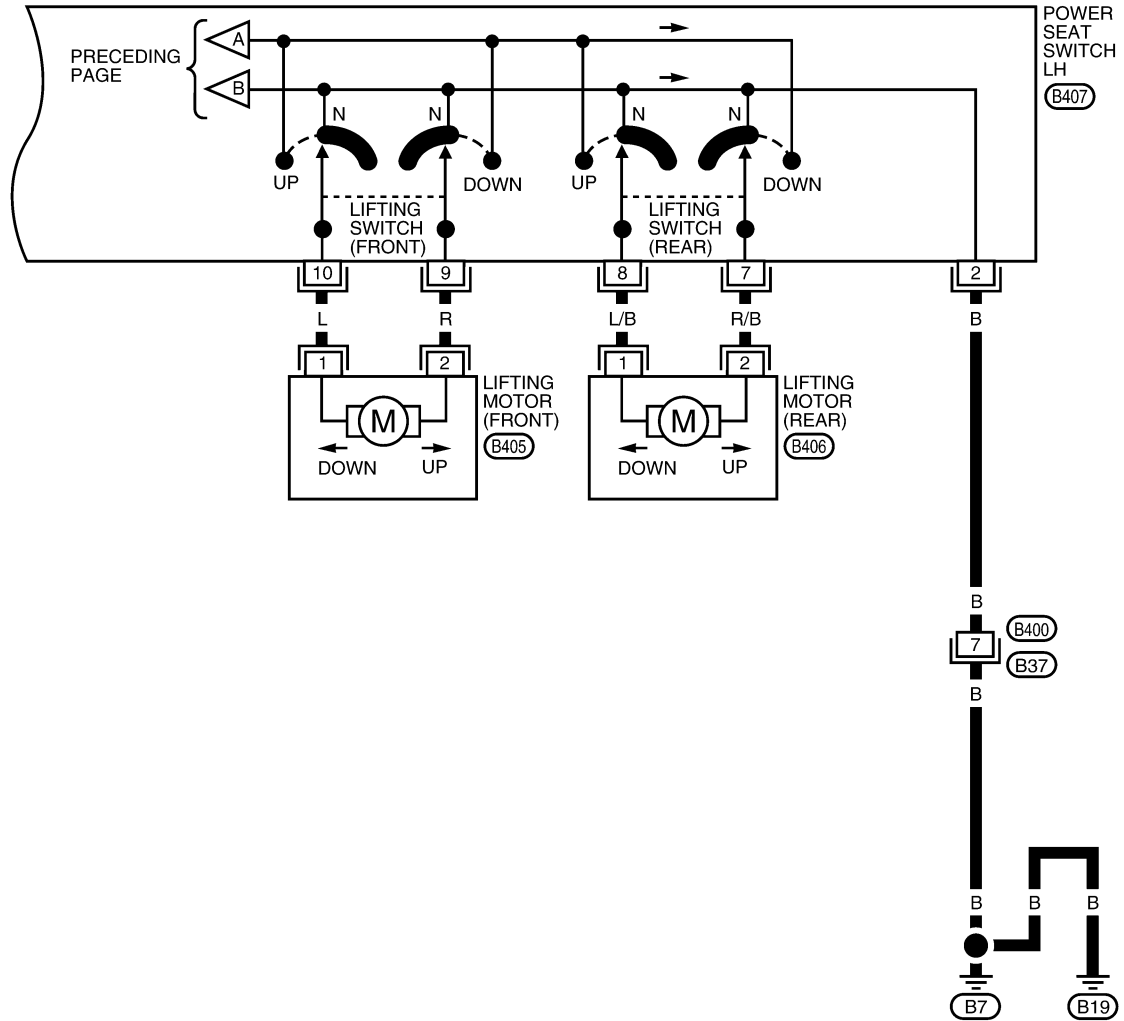 POWER
SEAT
SWITCH
LH
B407
PRECEDING
PAGE
A
B
N
N
N
N
UP
DOWN
UP
DOWN
LIFTING
SWITCH
(FRONT)
LIFTING
SWITCH
(REAR)
10
9
8
7
2
L
R
L/B
R/B
B
1
2
1
2
LIFTING
MOTOR
(FRONT)
B405
LIFTING
MOTOR
(REAR)
B406
M
M
DOWN
UP
DOWN
UP
B
7
B400
B37
B
B
B
B
B7
B19